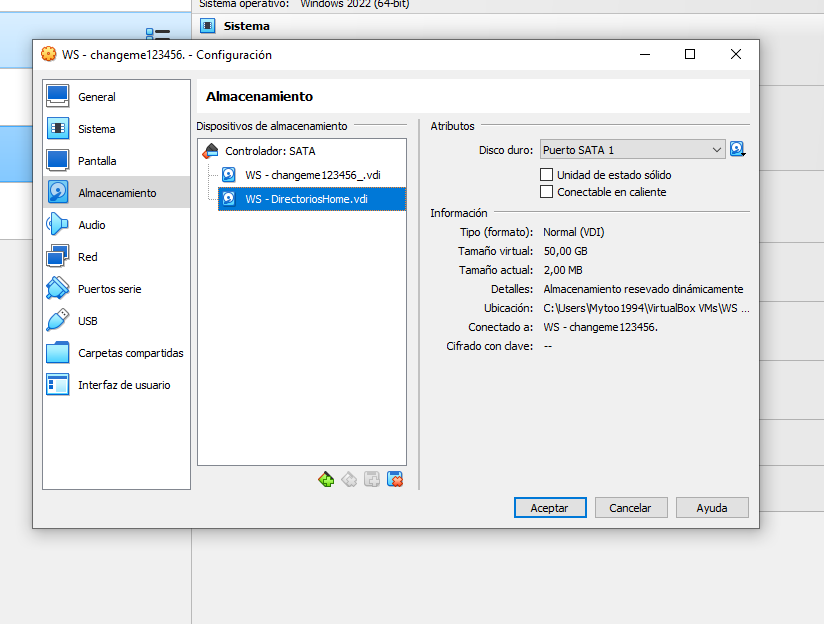 Sistema operativo: Windows 2022 (64-bit)
Sistema
WS - changeme123456. - Configuración
General
Sistema
Pantalla
Almacenamiento
Audio
Red
Puertos serie
USB
Carpetas compartidas
Interfaz de usuario
Almacenamiento
Dispositivos de almacenamiento
Controlador: SATA
WS - changeme123456_.vdi
WS - DirectoriosHome.vdi
Atributos
Disco duro: Puerto SATA 1
Unidad de estado sólido
Conectable en caliente
Información
Tipo (formato): Normal (VDI)
Tamaño virtual: 50,00 GB
Tamaño actual: 2,00 MB
Detalles: Almacenamiento resevado dinámicamente
Ubicación: C:\Users\Mytoo1994\VirtualBox VMs\WS ...
Conectado a: WS - changeme123456.
Cifrado con clave: --
Aceptar Cancelar Ayuda